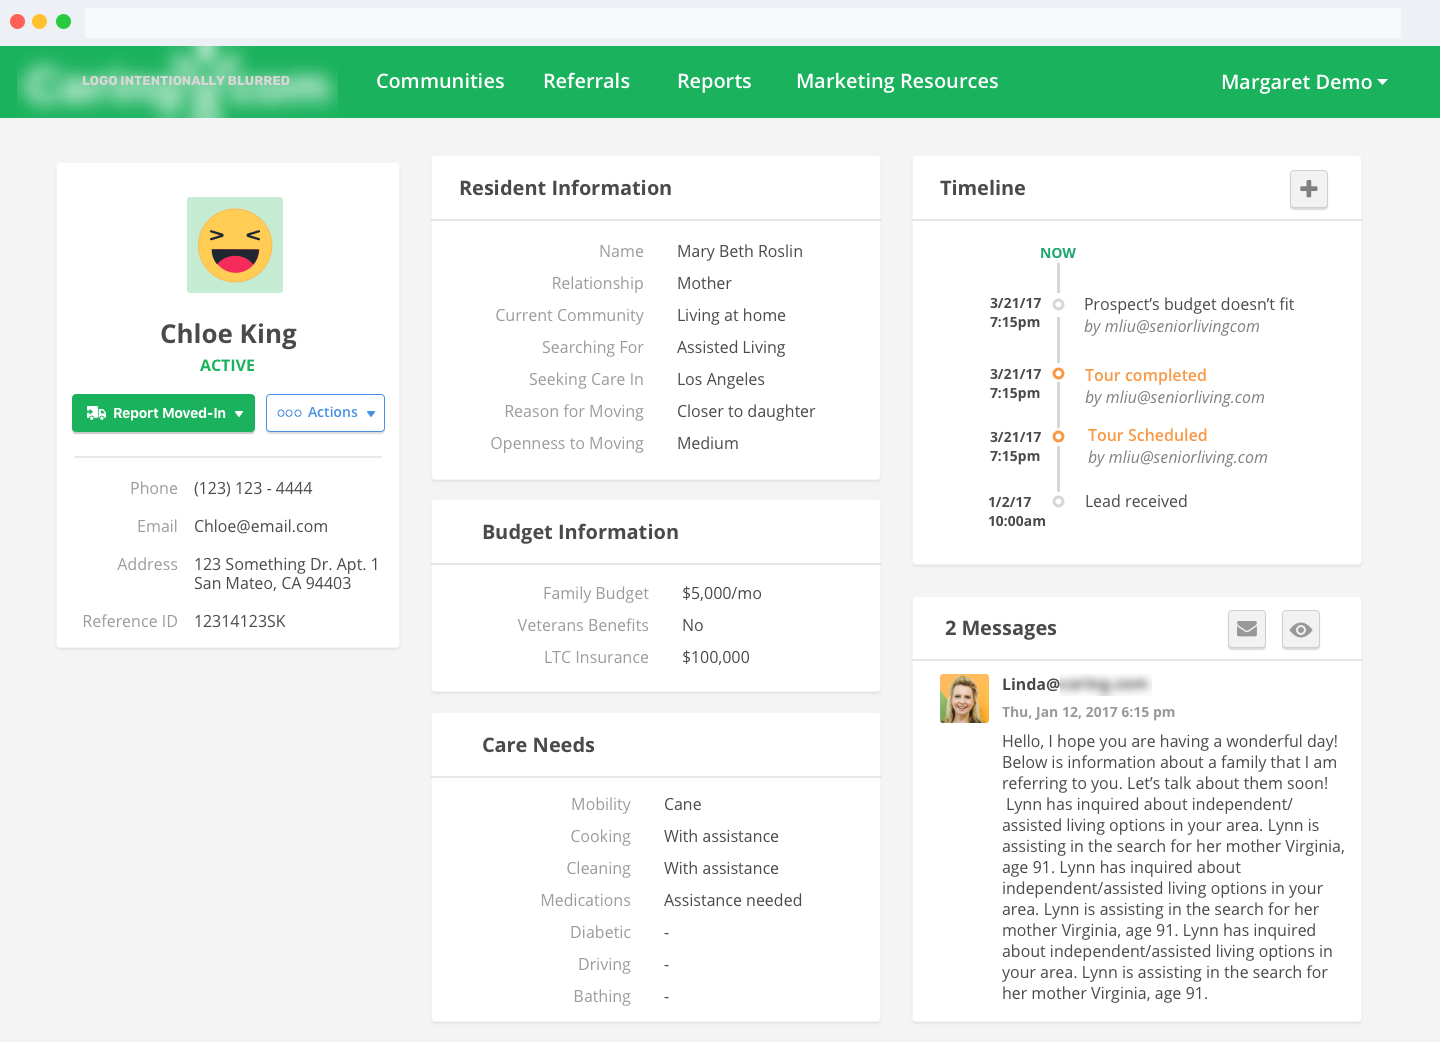 LOGO INTENTIONALLY BLURRED
Communities
Referrals
Reports
Marketing Resources
Margaret Demo
Chloe King
ACTIVE
Report Moved-In
Actions
Phone (123) 123 - 4444
Email Chloe@email.com
Address 123 Something Dr. Apt. 1
San Mateo, CA 94403
Reference ID 12314123SK
Resident Information
Name Mary Beth Roslin
Relationship Mother
Current Community Living at home
Searching For Assisted Living
Seeking Care In Los Angeles
Reason for Moving Closer to daughter
Openness to Moving Medium
Budget Information
Family Budget $5,000/mo
Veterans Benefits No
LTC Insurance $100,000
Care Needs
Mobility Cane
Cooking With assistance
Cleaning With assistance
Medications Assistance needed
Diabetic -
Driving -
Bathing -
Timeline
NOW
3/21/17 Prospect’s budget doesn’t fit
7:15pm by mliu@seniorlivingcom
3/21/17 Tour completed
7:15pm by mliu@seniorliving.com
3/21/17 Tour Scheduled
7:15pm by mliu@seniorliving.com
1/2/17 Lead received
10:00am
2 Messages
Linda@
Thu, Jan 12, 2017 6:15 pm
Hello, I hope you are having a wonderful day!
Below is information about a family that I am
referring to you. Let’s talk about them soon!
Lynn has inquired about independent/
assisted living options in your area. Lynn is
assisting in the search for her mother Virginia,
age 91. Lynn has inquired about
independent/assisted living options in your
area. Lynn is assisting in the search for her
mother Virginia, age 91. Lynn has inquired
about independent/assisted living options in
your area. Lynn is assisting in the search for
her mother Virginia, age 91.